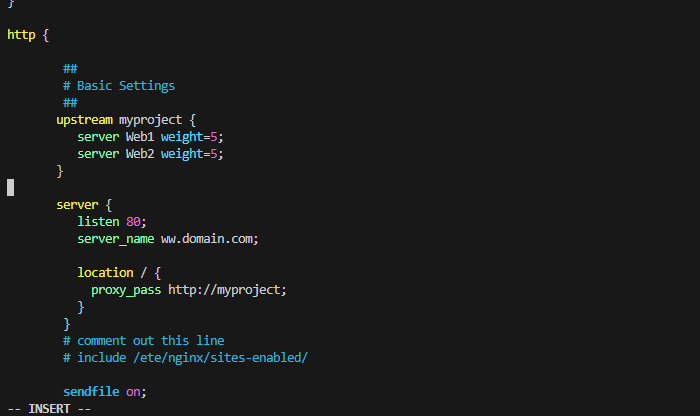 }
http {
##
# Basic Settings
##
upstream myproject {
server Web1 weight=5;
server Web2 weight=5;
}
server {
listen 80;
server_name ww.domain.com;
location / {
proxy_pass http://myproject;
}
}
# comment out this line
# include /ete/nginx/sites-enabled/
sendfile on;
-- INSERT --